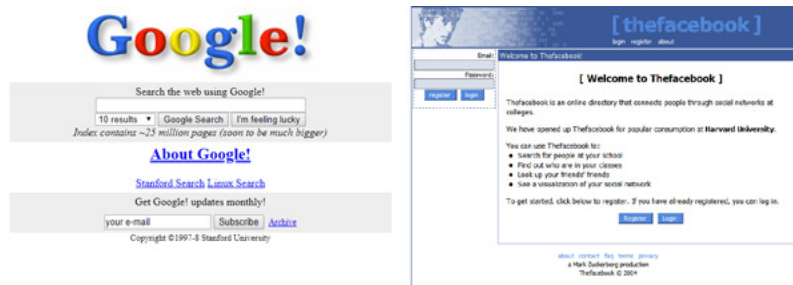 Google!
Search the web using Google!
10 results Google Search I'm feeling lucky
Index contains ~25 million pages (soon to be much bigger)
About Google!
Stanford Search Linux Search
Get Google! updates monthly!
your e-mail Subscribe Archive
Copyright ©1997-8 Stanford University
[ thefacebook ]
login register about
Email:
Password:
register login
Welcome to Thefacebook!
[ Welcome to Thefacebook ]
Thefacebook is an online directory that connects people through social networks at
colleges.
We have opened up Thefacebook for popular consumption at Harvard University.
You can use Thefacebook to:
• Search for people at your school
• Find out who are in your classes
• Look up your friends' friends
• See a visualization of your social network
To get started, click below to register. If you have already registered, you can log in.
Register Login
about contact faq terms privacy
a Mark Zuckerberg production
Thefacebook © 2004